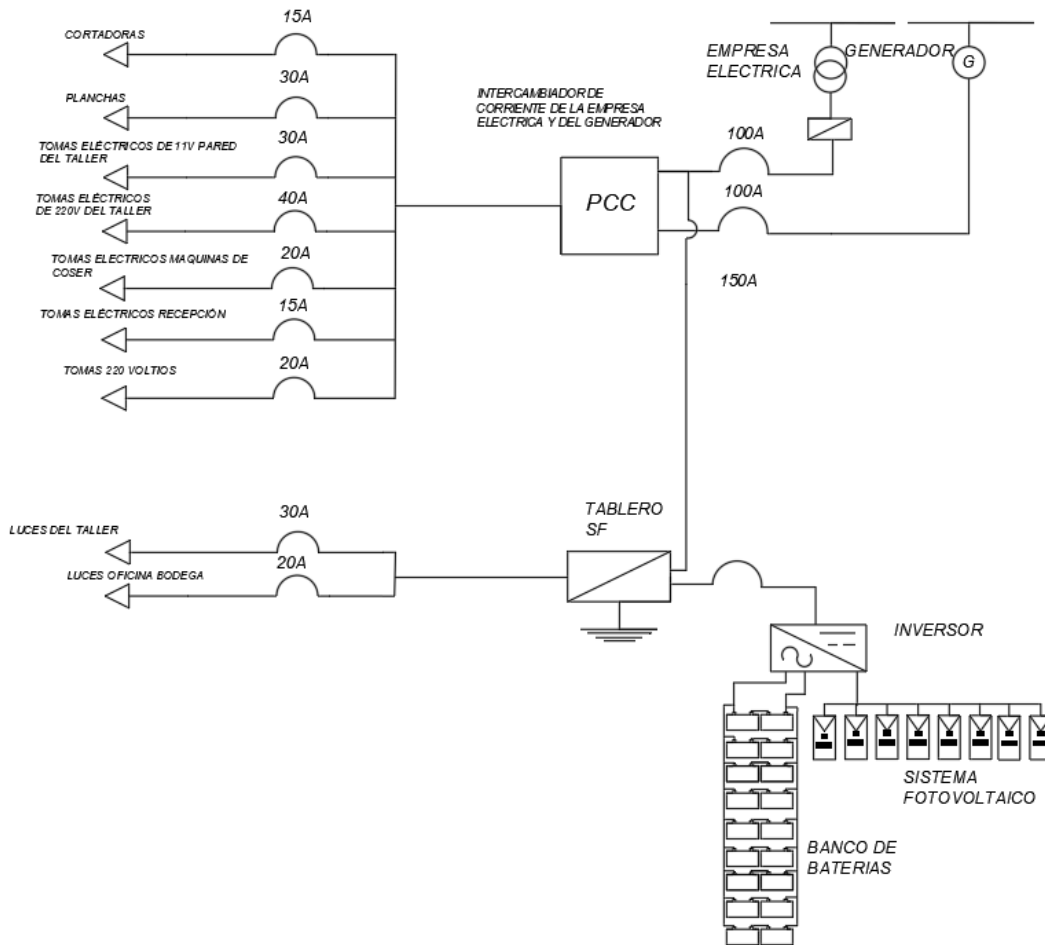 15A
CORTADORAS
30A
PLANCHAS
30A
TOMAS ELÉCTRICOS DE 11V PARED
DEL TALLER
40A
TOMAS ELÉCTRICOS
DE 220V DEL TALLER
20A
TOMAS ELECTRICOS MAQUINAS DE
COSER
15A
TOMAS ELÉCTRICOS RECEPCIÓN
20A
TOMAS 220 VOLTIOS
INTERCAMBIADOR DE
CORRIENTE DE LA EMPRESA
ELECTRICA Y DEL GENERADOR
PCC
EMPRESA
ELECTRICA
GENERADOR
G
100A
100A
150A
30A
LUCES DEL TALLER
20A
LUCES OFICINA BODEGA
TABLERO
SF
INVERSOR
SISTEMA
FOTOVOLTAICO
BANCO DE
BATERIAS